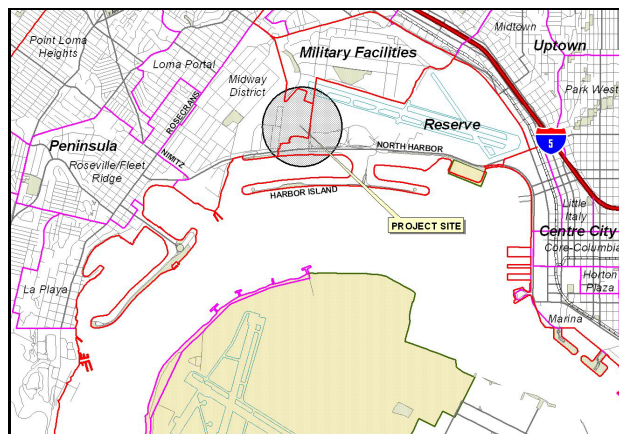 Midtown
Point Loma
Heights
Uptown
Military Facilities
Loma Portal
Midway
District
Park West
ROSECRANS
Reserve
5
Peninsula
NORTH HARBOR
NIMITZ
Roseville/Fleet
Ridge
HARBOR ISLAND
Little
Italy
PROJECT SITE
Centre City
Core-Columbia
Horton
Plaza
La Playa
Marina